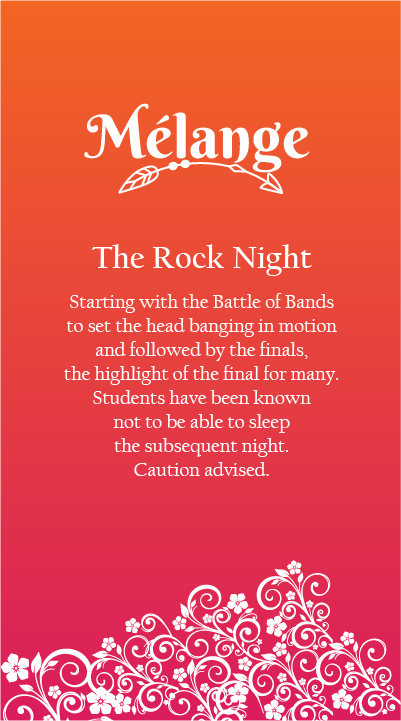 Mélange
The Rock Night
Starting with the Battle of Bands
to set the head banging in motion
and followed by the finals,
the highlight of the final for many.
Students have been known
not to be able to sleep
the subsequent night.
Caution advised.